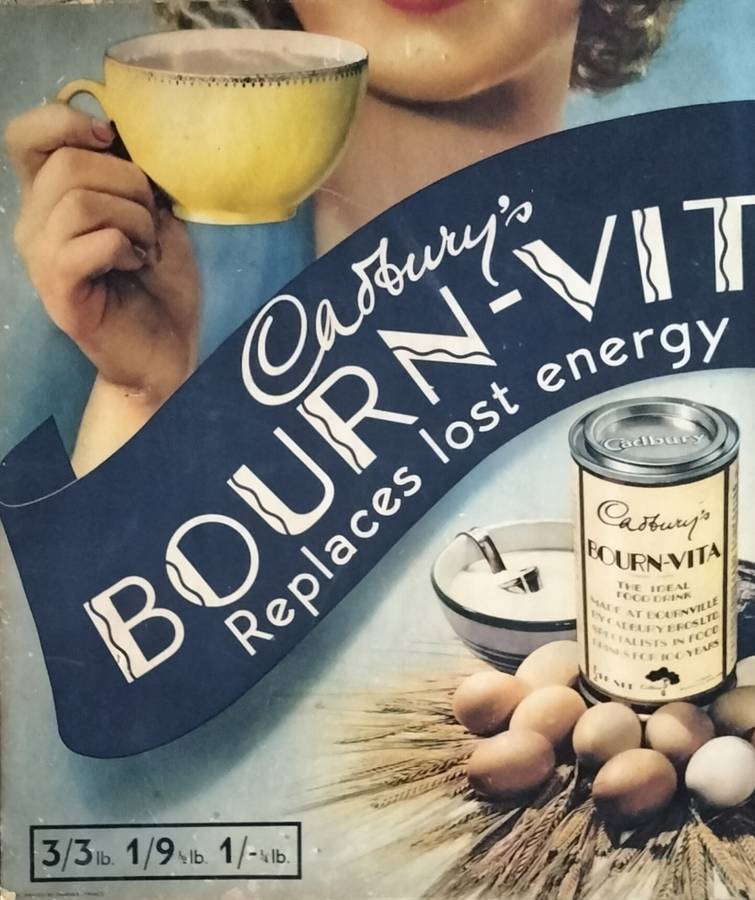 Cadbury's
BOURN-VIT
Replaces lost energy
Cadbury
Cadbury's
BOURN-VITA
THE IDEAL
FOOD DRINK
MADE AT BOURNVILLE
BY CADBURY BROS LTD.
SPECIALISTS IN FOOD
DRINKS FOR 100 YEARS
3/3 lb. 1/9 ½ lb. 1/- ¼ lb.